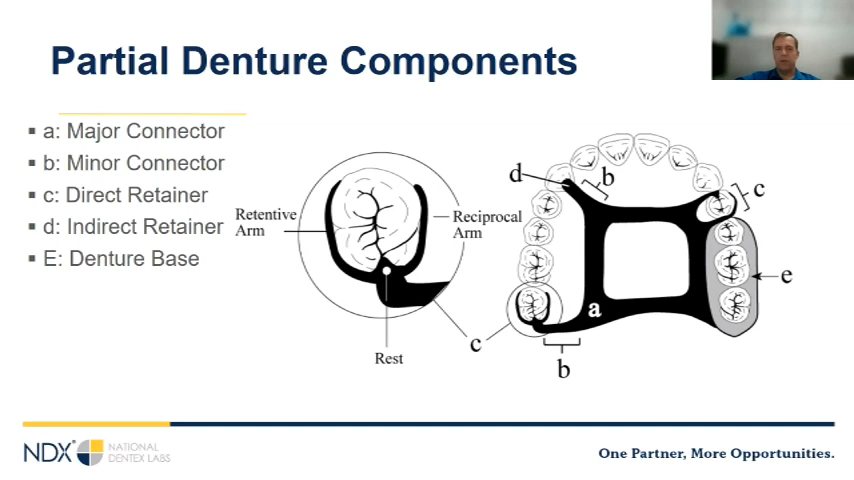 Partial Denture Components
▪ a: Major Connector
▪ b: Minor Connector
▪ c: Direct Retainer
▪ d: Indirect Retainer
▪ E: Denture Base
Retentive
Arm
Reciprocal
Arm
Rest
c
d
b
c
e
a
b
NDX
NATIONAL
DENTEX LABS
One Partner, More Opportunities.